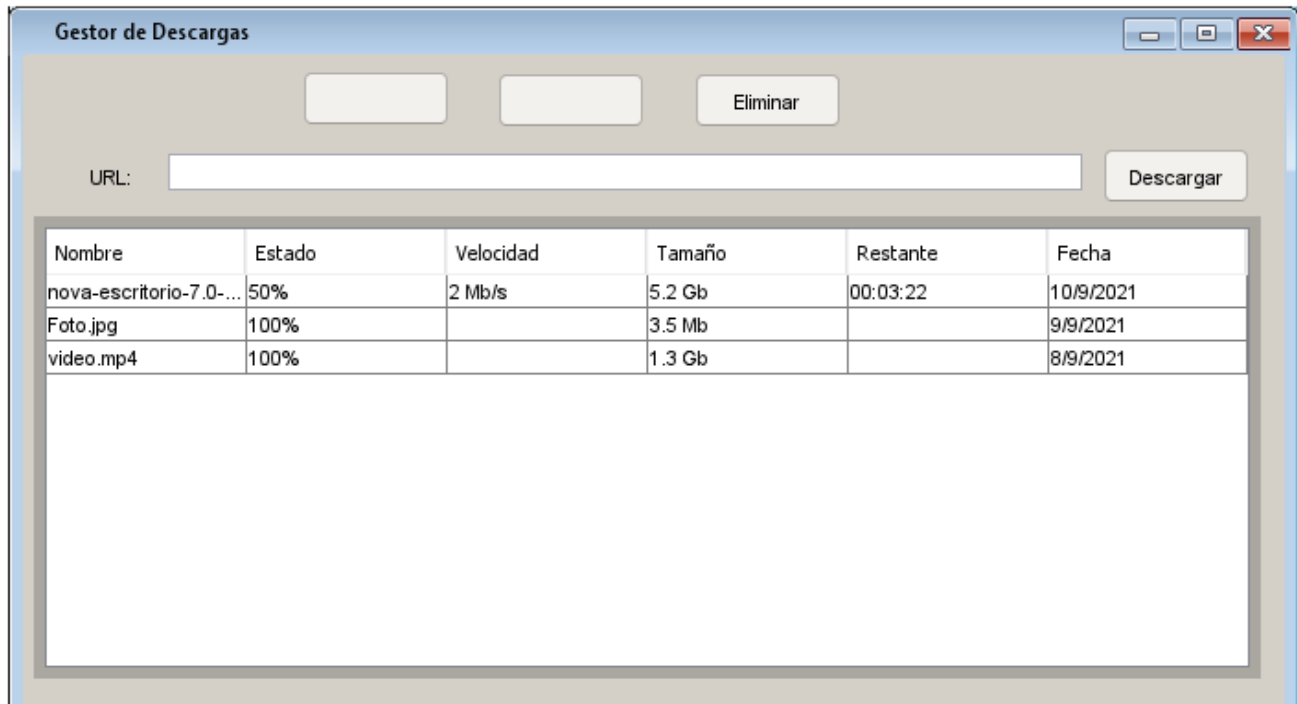 Gestor de Descargas
Eliminar
URL:
Descargar
Nombre Estado Velocidad Tamaño Restante Fecha
nova-escritorio-7.0-... 50% 2 Mb/s 5.2 Gb 00:03:22 10/9/2021
Foto.jpg 100% 3.5 Mb 9/9/2021
video.mp4 100% 1.3 Gb 8/9/2021